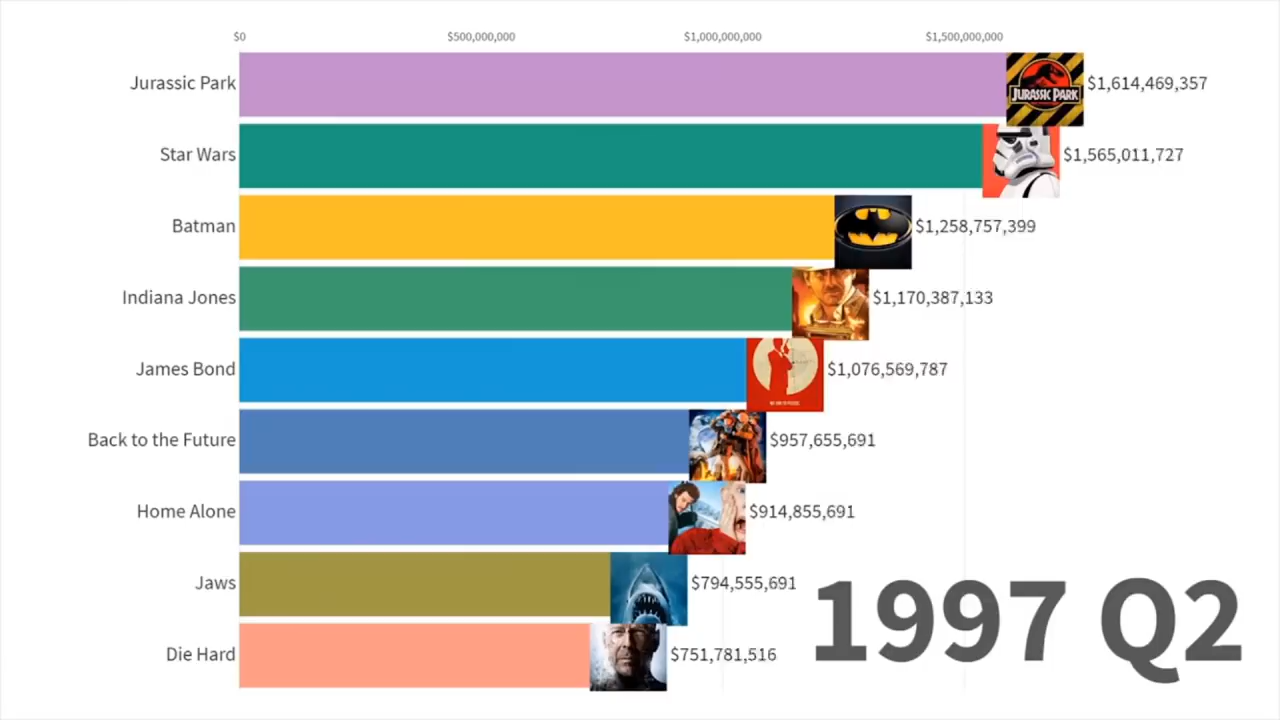 $0 $500,000,000 $1,000,000,000 $1,500,000,000
Jurassic Park JURASSIC PARK $1,614,469,357
Star Wars $1,565,011,727
Batman $1,258,757,399
Indiana Jones $1,170,387,133
James Bond $1,076,569,787
Back to the Future $957,655,691
Home Alone $914,855,691
Jaws $794,555,691
Die Hard $751,781,516
1997 Q2